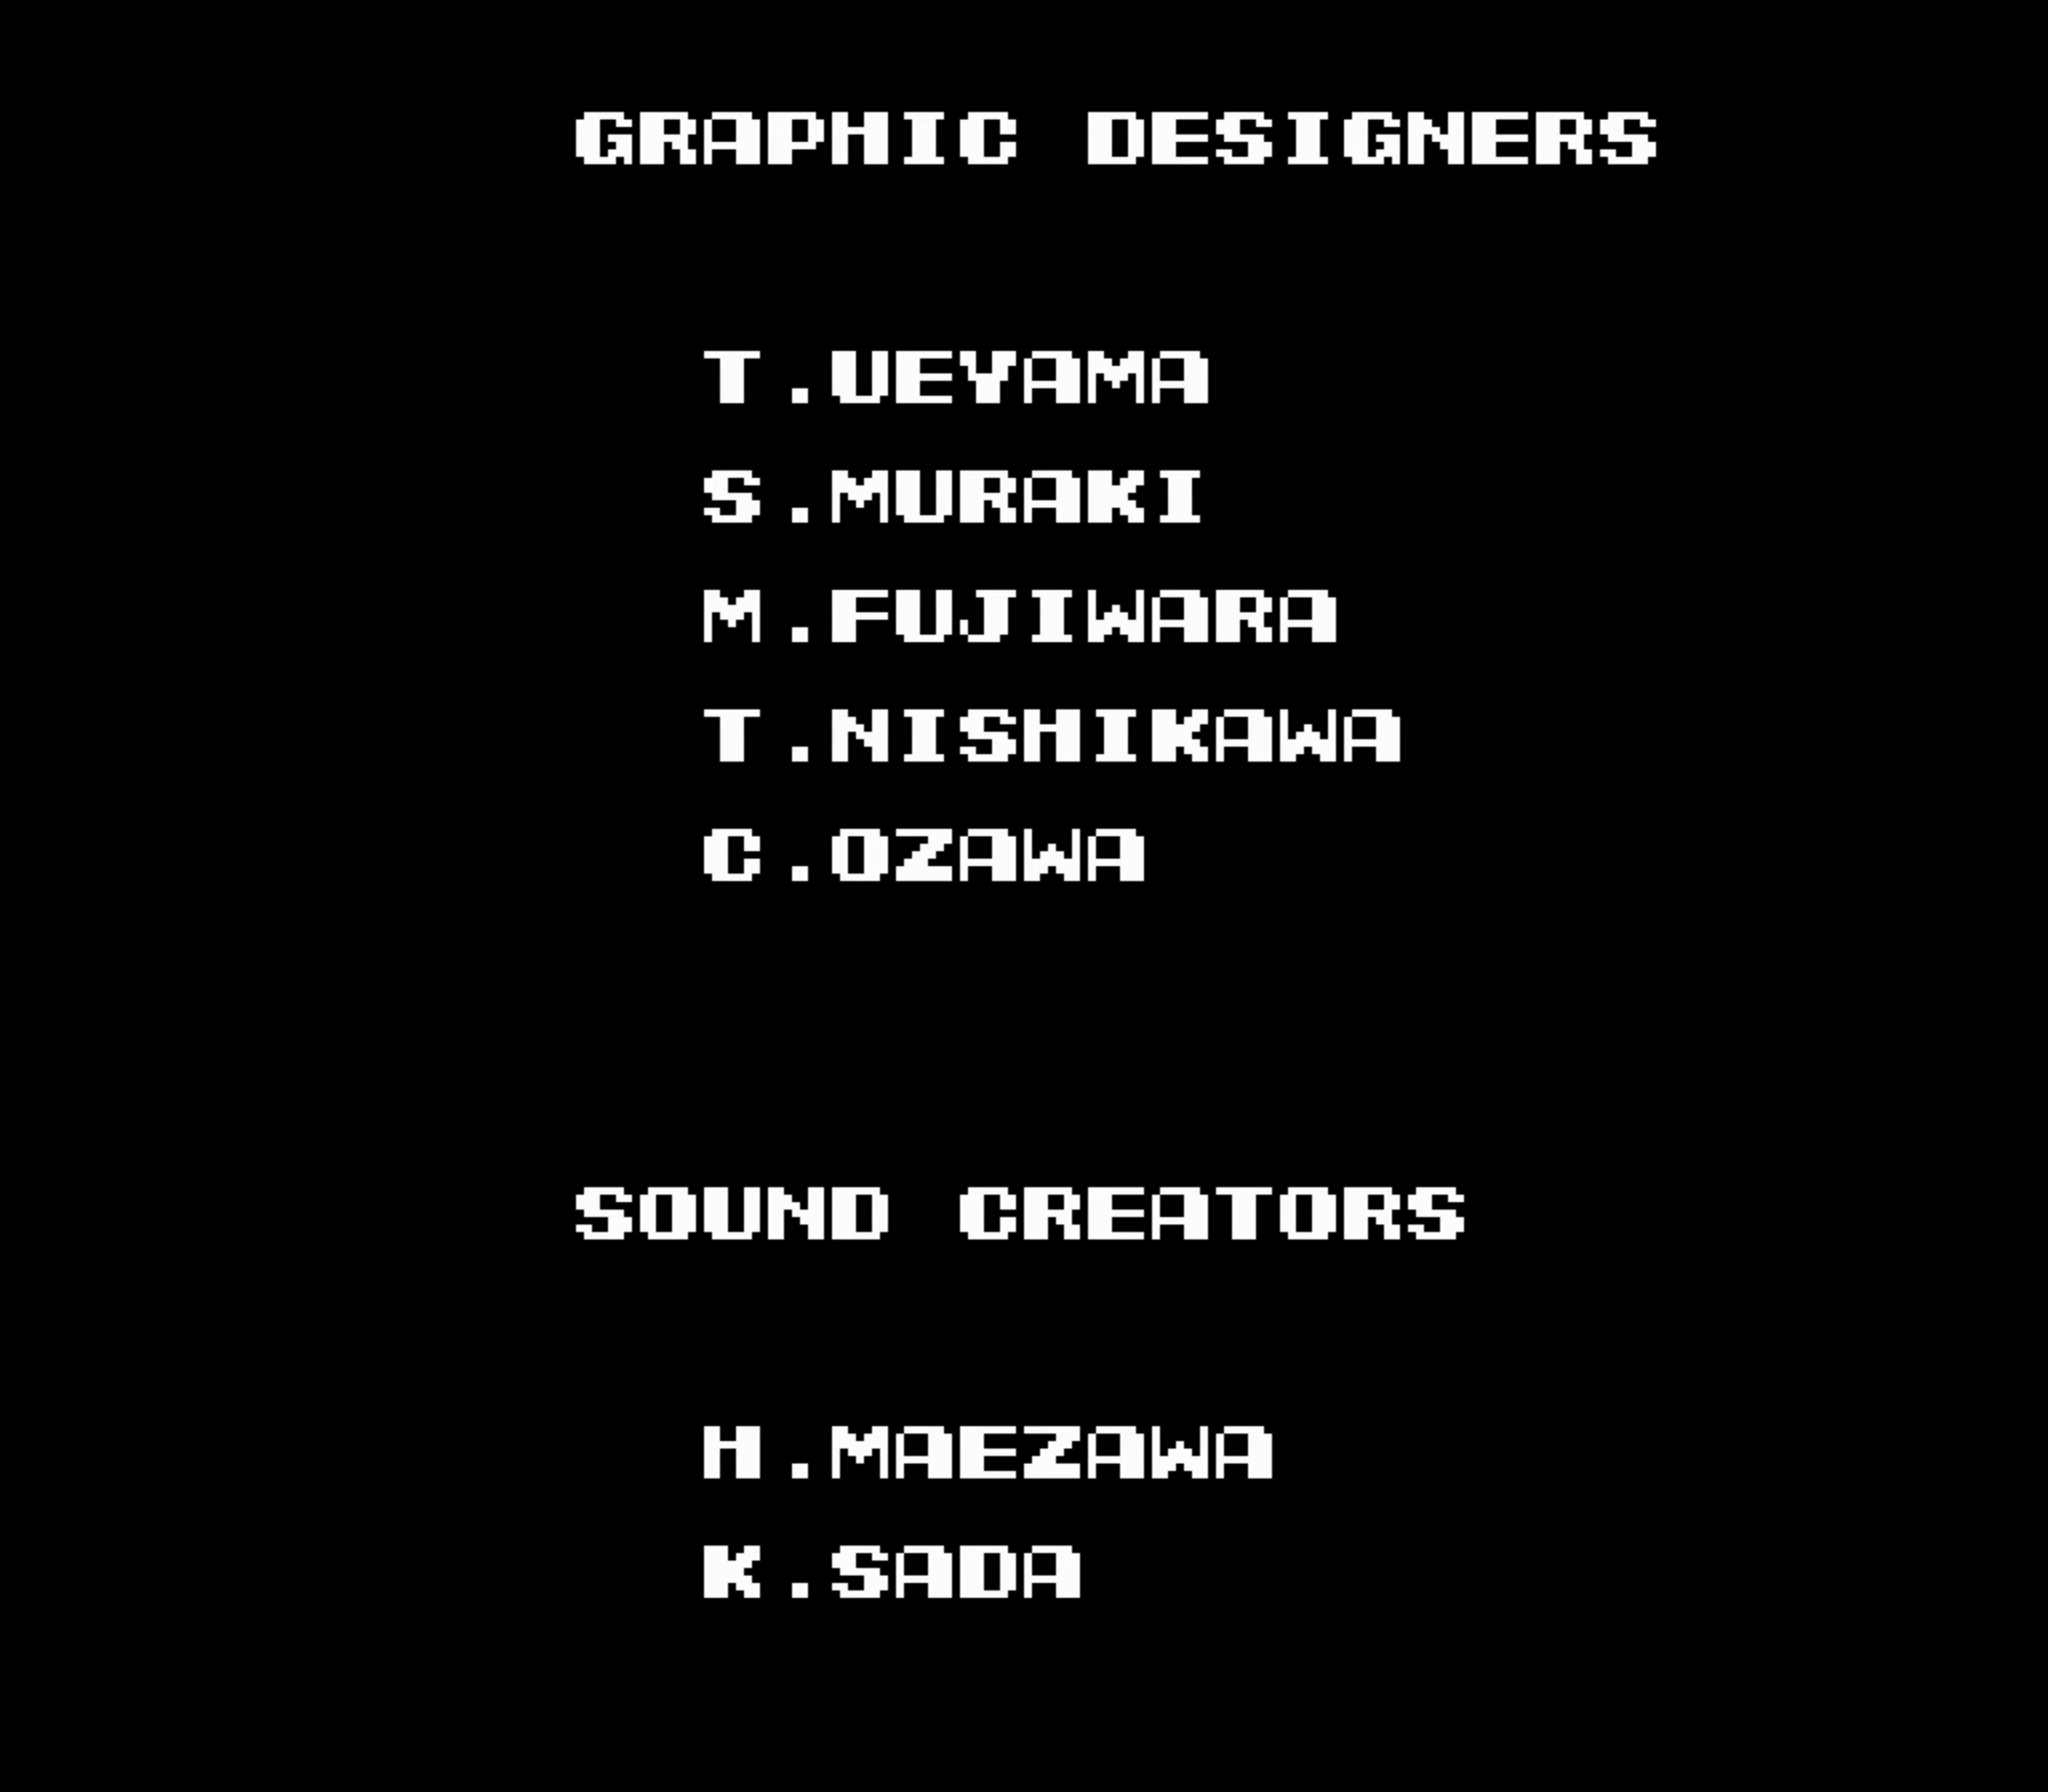 GRAPHIC DESIGNERS
T.UEYAMA
S.MURAKI
M.FUJIWARA
T.NISHIKAWA
C.OZAWA
SOUND CREATORS
H.MAEZAWA
K.SADA